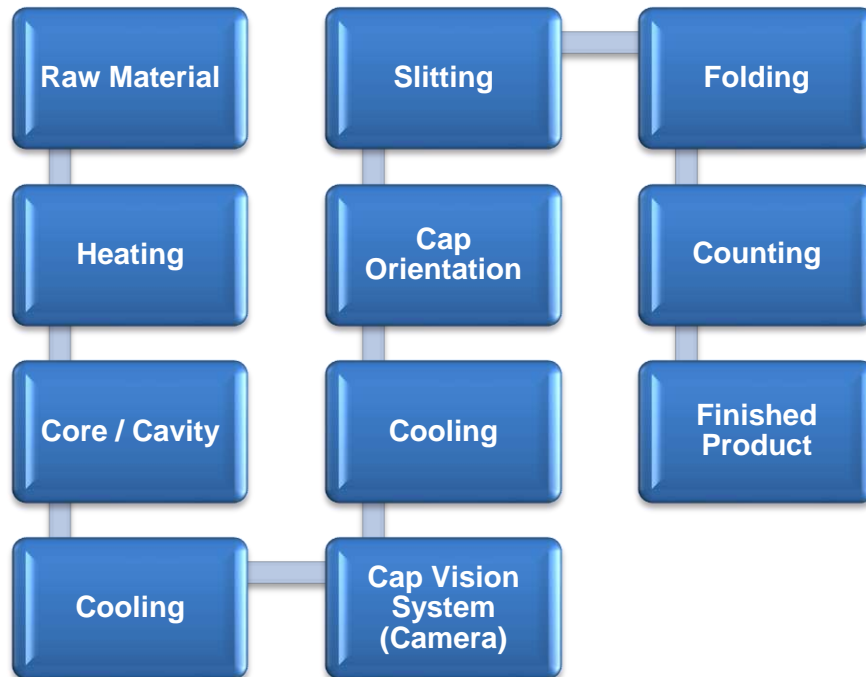 Raw Material
Heating
Core / Cavity
Cooling
Cap Vision
System
(Camera)
Cooling
Cap
Orientation
Slitting
Folding
Counting
Finished
Product